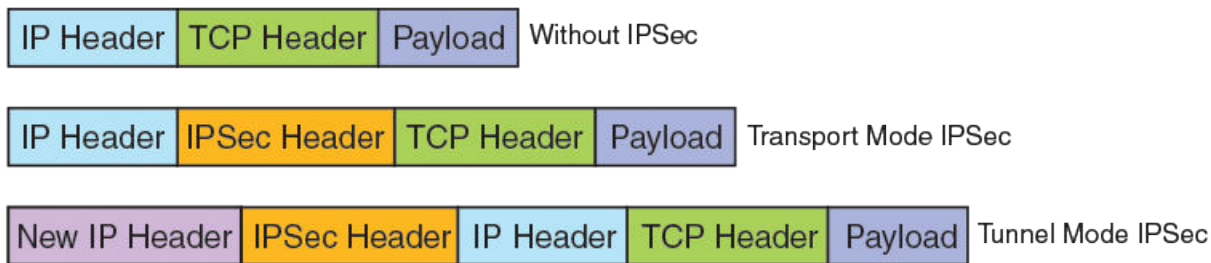 IP Header TCP Header Payload Without IPSec
IP Header IPSec Header TCP Header Payload Transport Mode IPSec
New IP Header IPSec Header IP Header TCP Header Payload Tunnel Mode IPSec